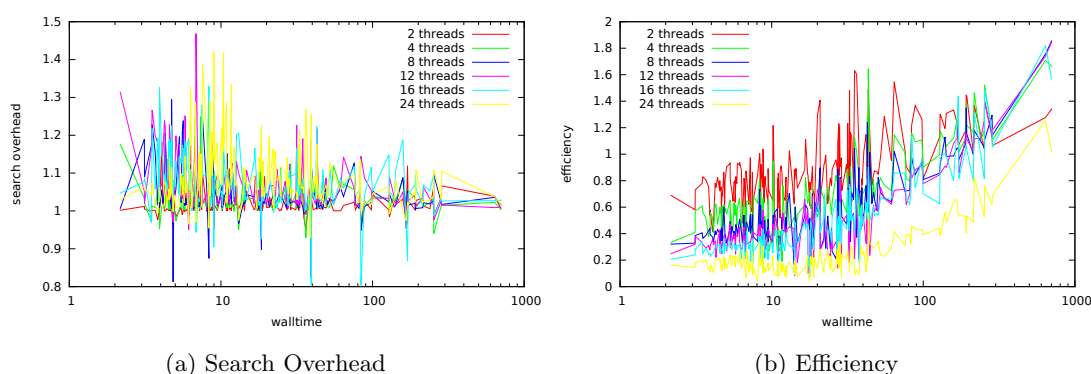 1.5
1.4
1.3
1.2
1.1
1
0.9
0.8
search overhead
2 threads
4 threads
8 threads
12 threads
16 threads
24 threads
1 10 100 1000
walltime
(a) Search Overhead
2
1.8
1.6
1.4
1.2
1
0.8
0.6
0.4
0.2
0
efficiency
2 threads
4 threads
8 threads
12 threads
16 threads
24 threads
1 10 100 1000
walltime
(b) Efficiency